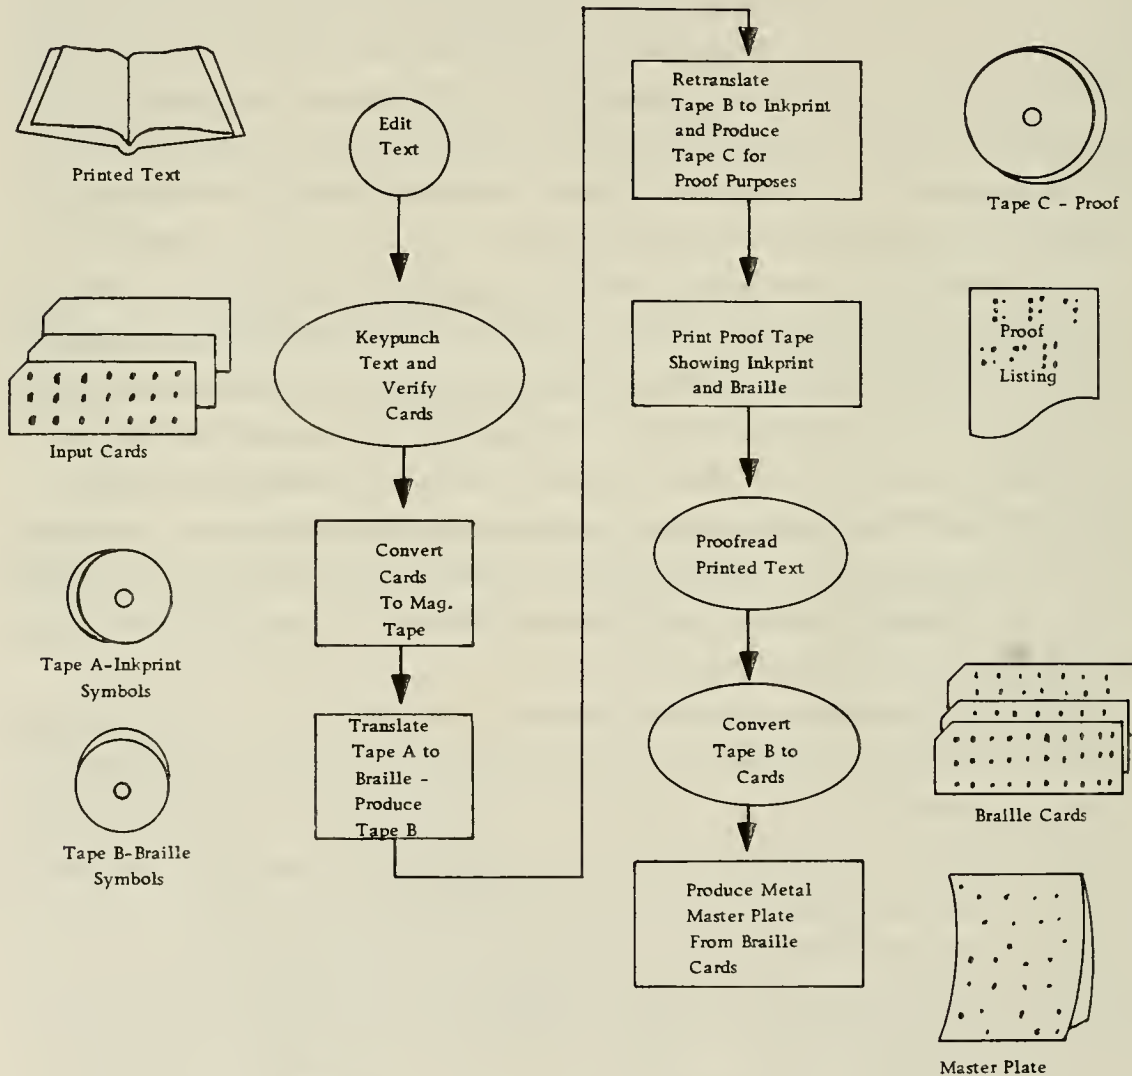 Printed Text
Input Cards
Tape A-Inkprint
Symbols
Tape B-Braille
Symbols
Edit
Text
Keypunch
Text and
Verify
Cards
Convert
Cards
To Mag.
Tape
Translate
Tape A to
Braille -
Produce
Tape B
Retranslate
Tape B to Inkprint
and Produce
Tape C for
Proof Purposes
Print Proof Tape
Showing Inkprint
and Braille
Proofread
Printed Text
Convert
Tape B to
Cards
Produce Metal
Master Plate
From Braille
Cards
Tape C - Proof
Proof
Listing
Braille Cards
Master Plate